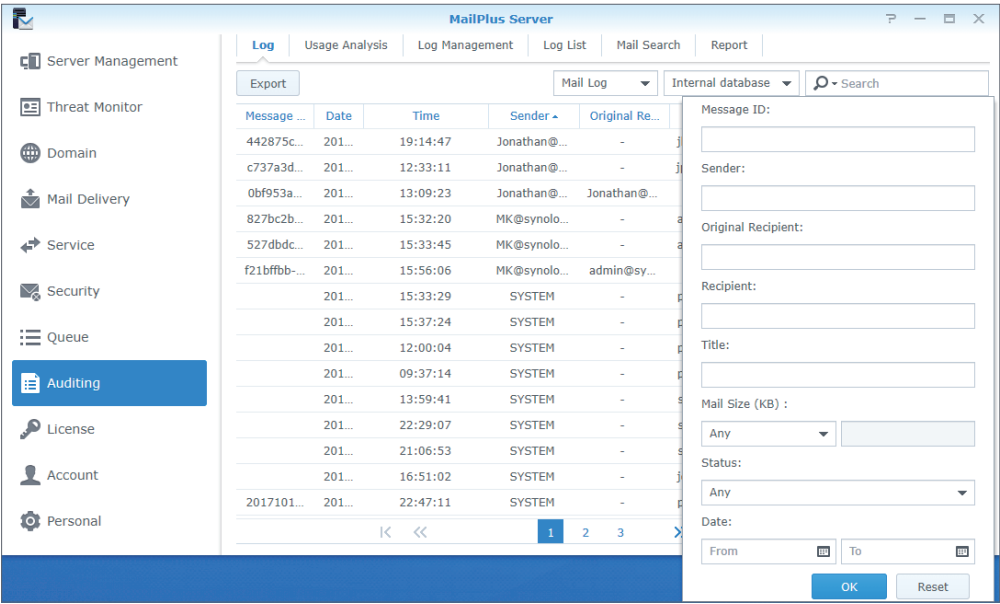 MailPlus Server
Server Management
Threat Monitor
Domain
Mail Delivery
Service
Security
Queue
Auditing
License
Account
Personal
Log Usage Analysis Log Management Log List Mail Search Report
Export Mail Log Internal database Search
Message ... Date Time Sender Original Re...
442875c... 201... 19:14:47 Jonathan@... -
c737a3d... 201... 12:33:11 Jonathan@... -
0bf953a... 201... 13:09:23 Jonathan@... Jonathan@...
827bc2b... 201... 15:32:20 MK@synolo... -
527dbdc... 201... 15:33:45 MK@synolo... -
f21bffbb-... 201... 15:56:06 MK@synolo... admin@sy...
201... 15:33:29 SYSTEM -
201... 15:37:24 SYSTEM -
201... 12:00:04 SYSTEM -
201... 09:37:14 SYSTEM -
201... 13:59:41 SYSTEM -
201... 22:29:07 SYSTEM -
201... 21:06:53 SYSTEM -
201... 16:51:02 SYSTEM -
2017101... 201... 22:47:11 SYSTEM -
1 2 3
Message ID:
Sender:
Original Recipient:
Recipient:
Title:
Mail Size (KB) :
Any
Status:
Any
Date:
From To
OK Reset